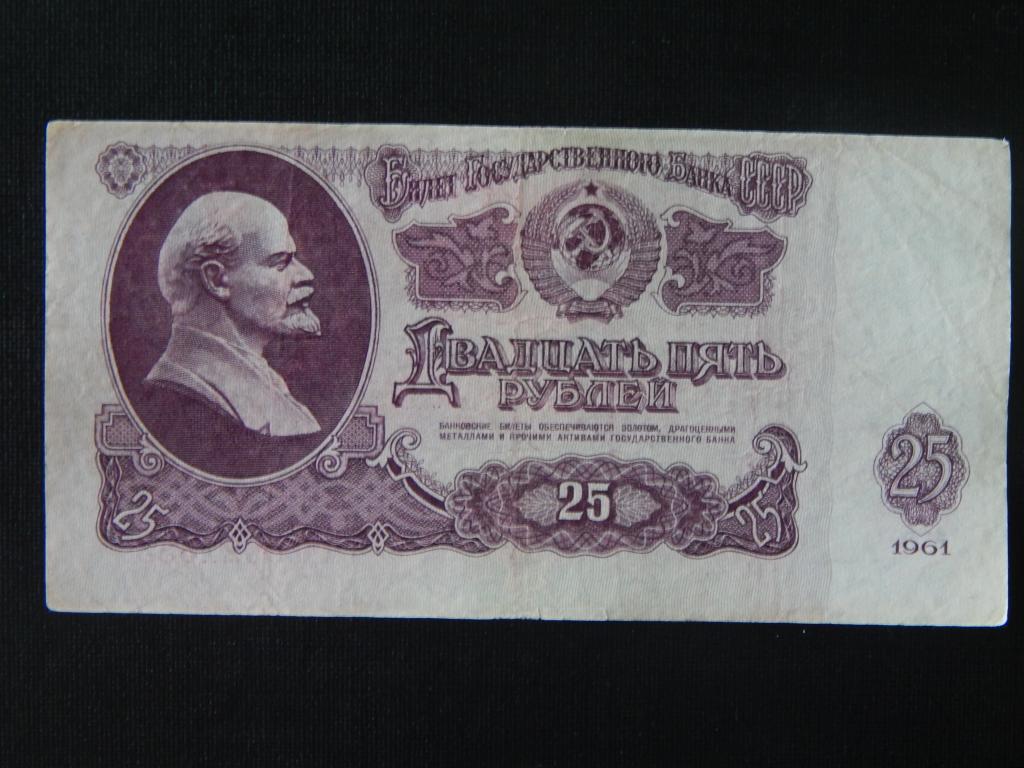 Билет Государственного Банка СССР
Двадцать пять
рублей
БАНКОВСКИЕ БИЛЕТЫ ОБЕСПЕЧИВАЮТСЯ ЗОЛОТОМ, ДРАГОЦЕННЫМИ
МЕТАЛЛАМИ И ПРОЧИМИ АКТИВАМИ ГОСУДАРСТВЕННОГО БАНКА
25
25
25
25
1961